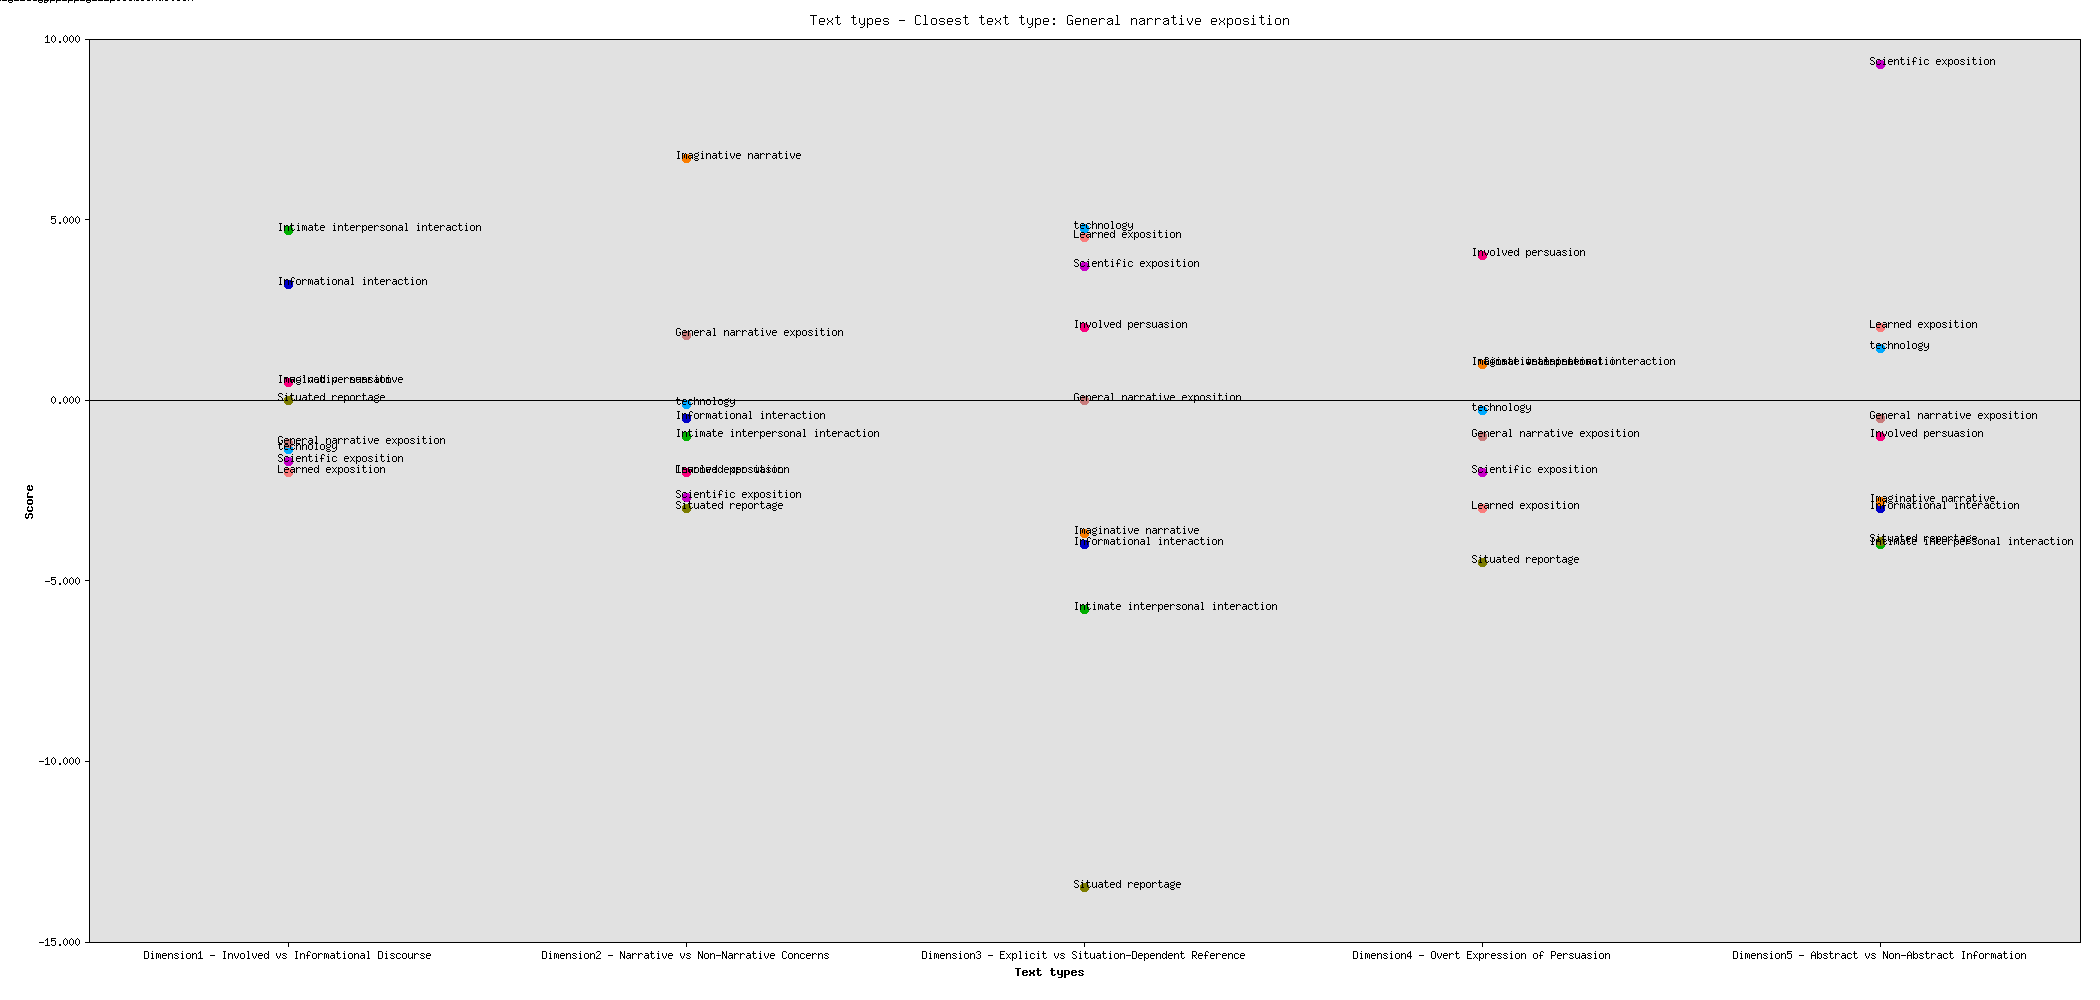 Text types - Closest text type: General narrative exposition
10.000
5.000
0.000
-5.000
-10.000
-15.000
Score
Intimate interpersonal interaction
Informational interaction
Situated reportage
General narrative exposition
technology
Scientific exposition
Learned exposition
Imaginative narrative
General narrative exposition
technology
Informational interaction
Intimate interpersonal interaction
Scientific exposition
Situated reportage
technology
Learned exposition
Scientific exposition
Involved persuasion
General narrative exposition
Imaginative narrative
Informational interaction
Intimate interpersonal interaction
Situated reportage
Involved persuasion
technology
General narrative exposition
Scientific exposition
Learned exposition
Situated reportage
Scientific exposition
Learned exposition
technology
General narrative exposition
Involved persuasion
Imaginative narrative
Informational interaction
Situated reportage
Intimate interpersonal interaction
Dimension1 - Involved vs Informational Discourse
Dimension2 - Narrative vs Non-Narrative Concerns
Dimension3 - Explicit vs Situation-Dependent Reference
Dimension4 - Overt Expression of Persuasion
Dimension5 - Abstract vs Non-Abstract Information
Text types